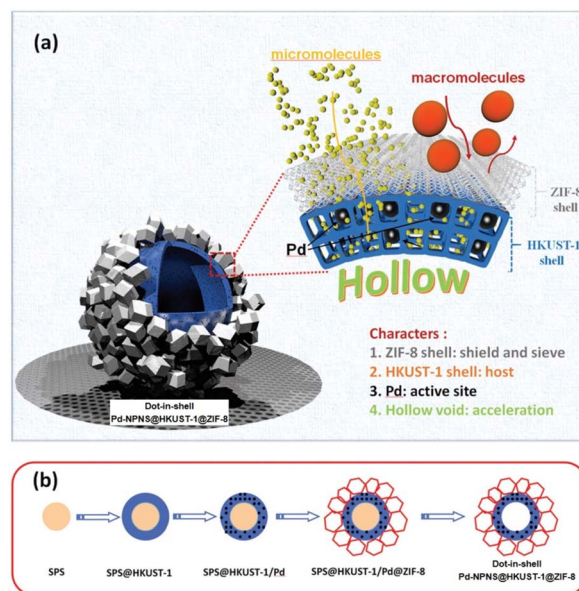 (a)
micromolecules
macromolecules
ZIF-8
shell
Pd
HKUST-1
shell
Hollow
Characters :
1. ZIF-8 shell: shield and sieve
2. HKUST-1 shell: host
3. Pd: active site
4. Hollow void: acceleration
Dot-in-shell
Pd-NPNS@HKUST-1@ZIF-8
(b)
SPS
SPS@HKUST-1
SPS@HKUST-1/Pd
SPS@HKUST-1/Pd@ZIF-8
Dot-in-shell
Pd-NPNS@HKUST-1@ZIF-8